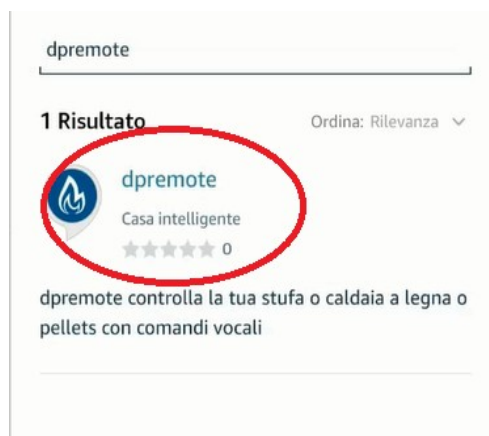 dpremote
1 Risultato
Ordina: Rilevanza
dpremote
Casa intelligente
0
dpremote controlla la tua stufa o caldaia a legna o
pellets con comandi vocali